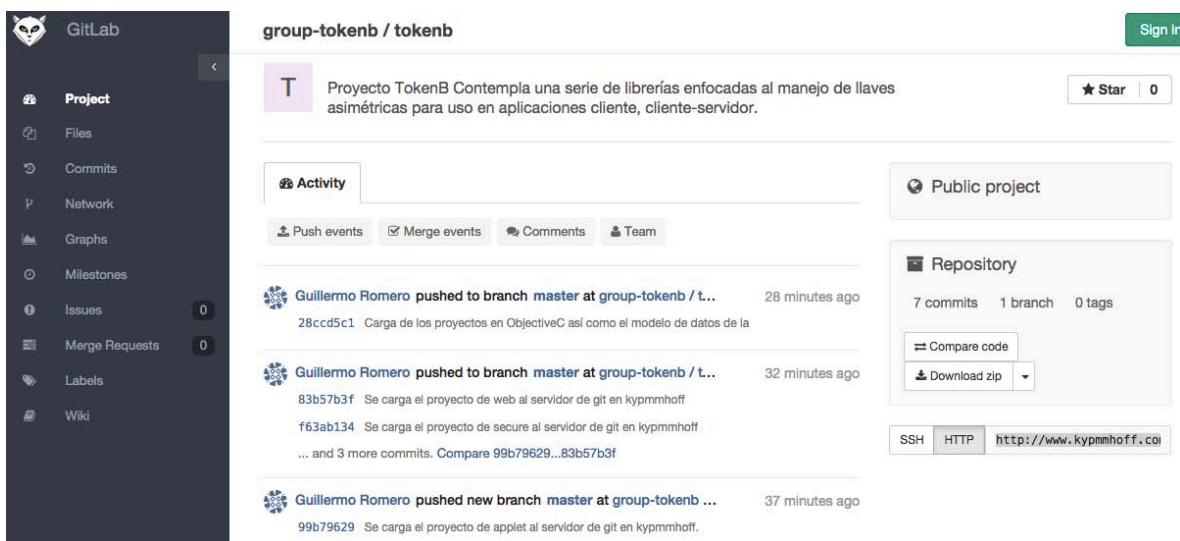 GitLab
group-tokenb / tokenb
Sign in
Project
Files
Commits
Network
Graphs
Milestones
Issues 0
Merge Requests 0
Labels
Wiki
T
Proyecto TokenB Contempla una serie de librerías enfocadas al manejo de llaves
asimétricas para uso en aplicaciones cliente, cliente-servidor.
Star 0
Activity
Push events Merge events Comments Team
Guillermo Romero pushed to branch master at group-tokenb / t... 28 minutes ago
28ccd5c1 Carga de los proyectos en ObjectiveC así como el modelo de datos de la
Guillermo Romero pushed to branch master at group-tokenb / t... 32 minutes ago
83b57b3f Se carga el proyecto de web al servidor de git en kypmmhoff
f63ab134 Se carga el proyecto de secure al servidor de git en kypmmhoff
... and 3 more commits. Compare 99b79629...83b57b3f
Guillermo Romero pushed new branch master at group-tokenb ... 37 minutes ago
99b79629 Se carga el proyecto de applet al servidor de git en kypmmhoff.
Public project
Repository
7 commits 1 branch 0 tags
Compare code
Download zip
SSH HTTP http://www.kypmmhoff.co